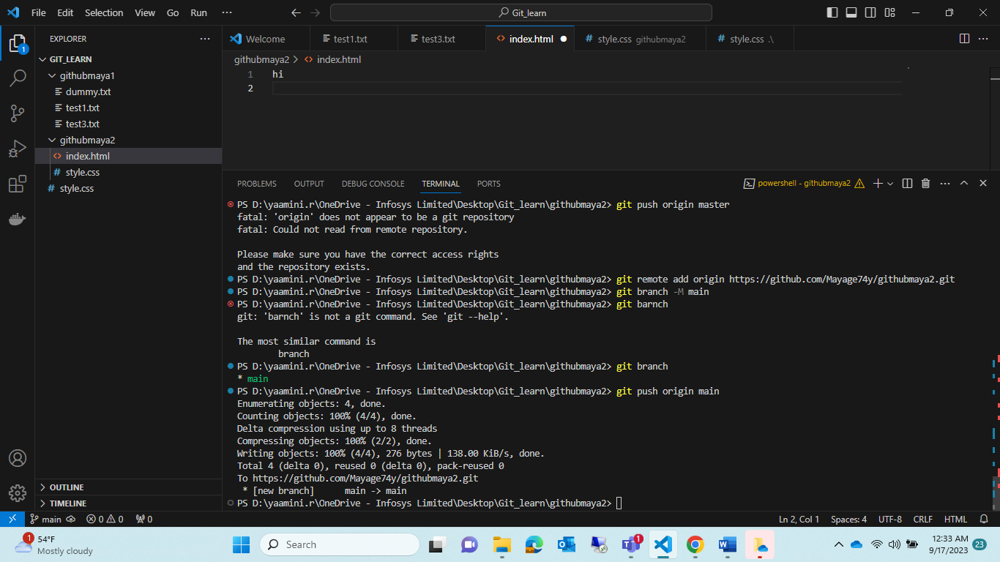 File Edit Selection View Go Run ··· Git_learn
EXPLORER ···
Welcome test1.txt test3.txt index.html style.css githubmaya2 style.css .\
GIT_LEARN
githubmaya1
dummy.txt
test1.txt
test3.txt
githubmaya2
index.html
style.css
style.css
githubmaya2 > index.html
1 hi
2
PROBLEMS OUTPUT DEBUG CONSOLE TERMINAL PORTS powershell - githubmaya2
PS D:\yaamini.r\OneDrive - Infosys Limited\Desktop\Git_learn\githubmaya2> git push origin master
fatal: 'origin' does not appear to be a git repository
fatal: Could not read from remote repository.
Please make sure you have the correct access rights
and the repository exists.
PS D:\yaamini.r\OneDrive - Infosys Limited\Desktop\Git_learn\githubmaya2> git remote add origin https://github.com/Mayage74y/githubmaya2.git
PS D:\yaamini.r\OneDrive - Infosys Limited\Desktop\Git_learn\githubmaya2> git branch -M main
PS D:\yaamini.r\OneDrive - Infosys Limited\Desktop\Git_learn\githubmaya2> git barnch
git: 'barnch' is not a git command. See 'git --help'.
The most similar command is
branch
PS D:\yaamini.r\OneDrive - Infosys Limited\Desktop\Git_learn\githubmaya2> git branch
* main
PS D:\yaamini.r\OneDrive - Infosys Limited\Desktop\Git_learn\githubmaya2> git push origin main
Enumerating objects: 4, done.
Counting objects: 100% (4/4), done.
Delta compression using up to 8 threads
Compressing objects: 100% (2/2), done.
Writing objects: 100% (4/4), 276 bytes | 138.00 KiB/s, done.
Total 4 (delta 0), reused 0 (delta 0), pack-reused 0
To https://github.com/Mayage74y/githubmaya2.git
* [new branch] main -> main
PS D:\yaamini.r\OneDrive - Infosys Limited\Desktop\Git_learn\githubmaya2>
OUTLINE
TIMELINE
1
main 0 0 0 Ln 2, Col 1 Spaces: 4 UTF-8 CRLF HTML
1 54°F
Mostly cloudy
Search
1
12:33 AM
9/17/2023
23